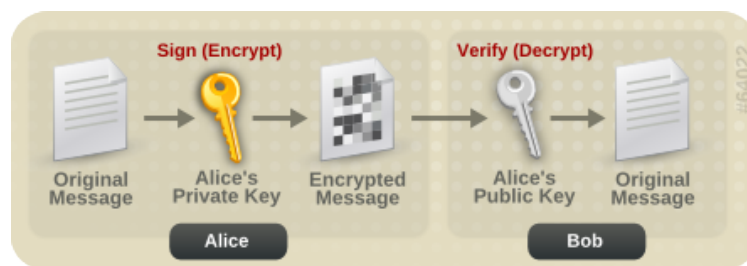 Sign (Encrypt)
Verify (Decrypt)
Original
Message
Alice's
Private Key
Encrypted
Message
Alice's
Public Key
Original
Message
Alice
Bob
#64022